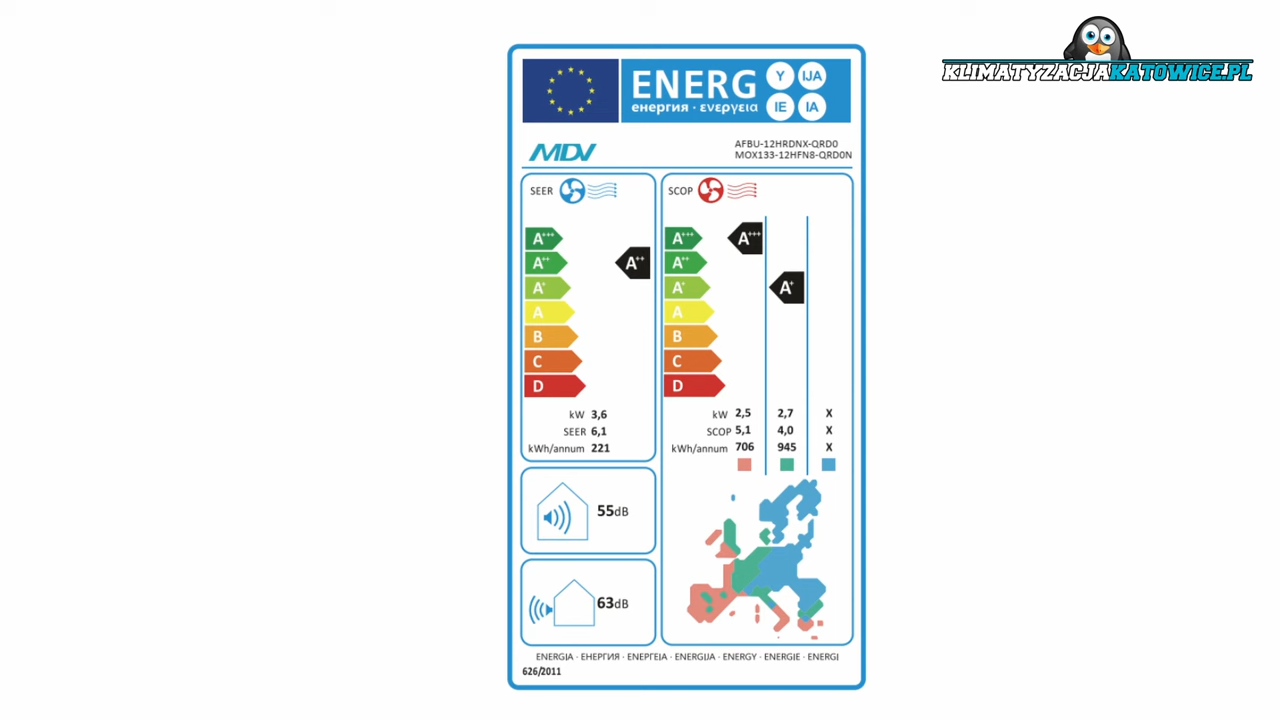 KLIMATYZACJAKATOWICE.PL
ENERG
Y IJA
IE IA
енергия · ενεργεια
MDV
AFBU-12HRDNX-QRD0
MOX133-12HFN8-QRD0N
SEER
A+++
A++
A+
A
B
C
D
A++
kW 3,6
SEER 6,1
kWh/annum 221
SCOP
A+++
A++
A+
A
B
C
D
A+++
A+
kW 2,5 2,7 X
SCOP 5,1 4,0 X
kWh/annum 706 945 X
55dB
63dB
ENERGIA · ЕНЕРГИЯ · ΕΝΕΡΓΕΙΑ · ENERGIJA · ENERGY · ENERGIE · ENERGI
626/2011